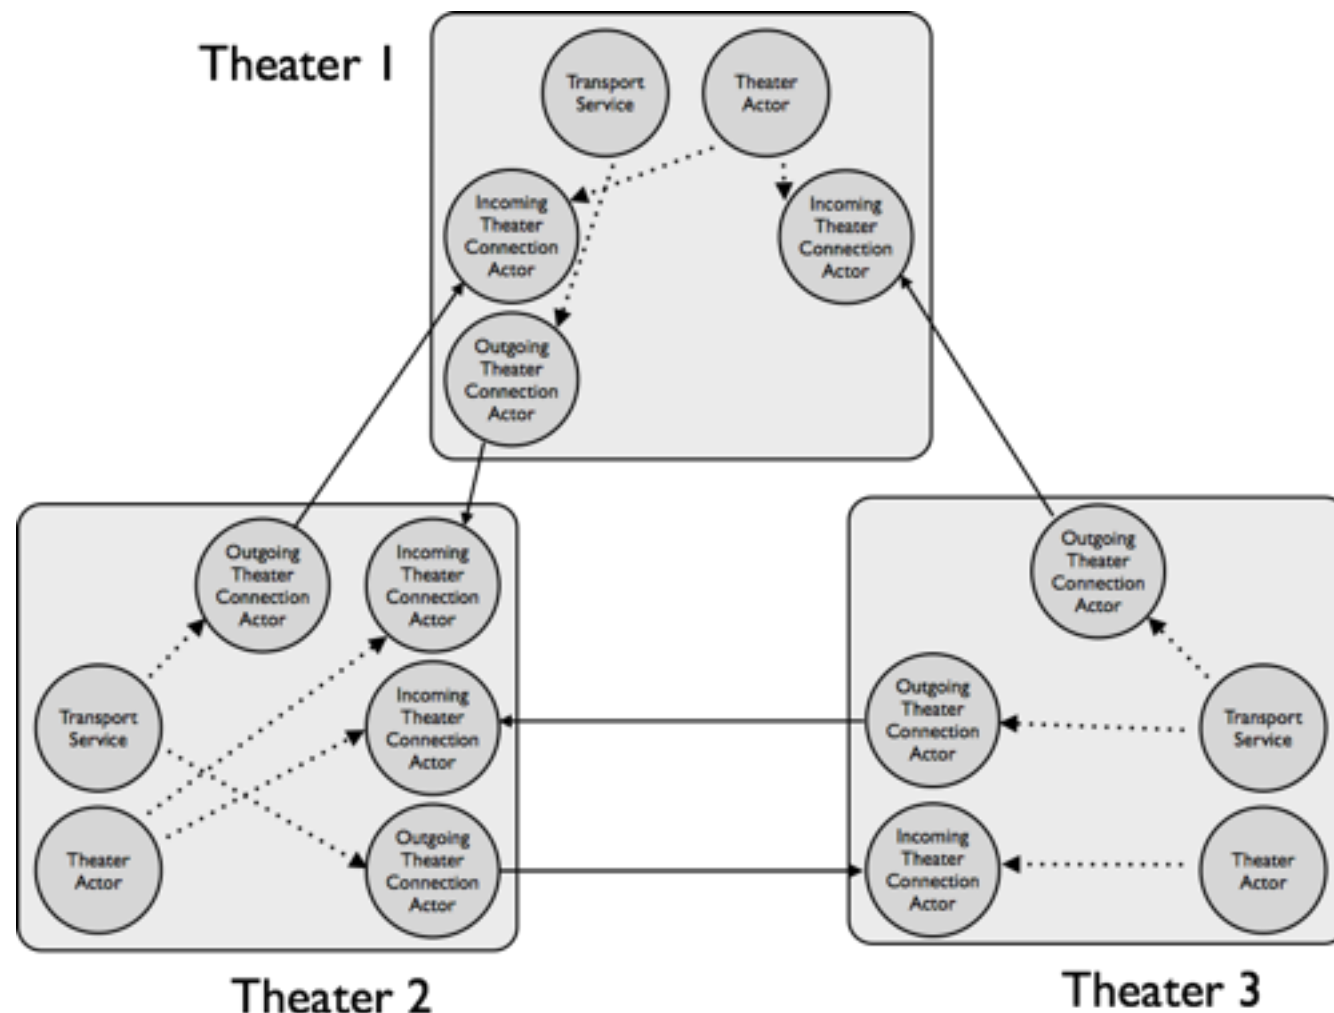 Theater 1
Transport
Service
Theater
Actor
Incoming
Theater
Connection
Actor
Incoming
Theater
Connection
Actor
Outgoing
Theater
Connection
Actor
Outgoing
Theater
Connection
Actor
Incoming
Theater
Connection
Actor
Transport
Service
Incoming
Theater
Connection
Actor
Theater
Actor
Outgoing
Theater
Connection
Actor
Theater 2
Outgoing
Theater
Connection
Actor
Outgoing
Theater
Connection
Actor
Transport
Service
Incoming
Theater
Connection
Actor
Theater
Actor
Theater 3